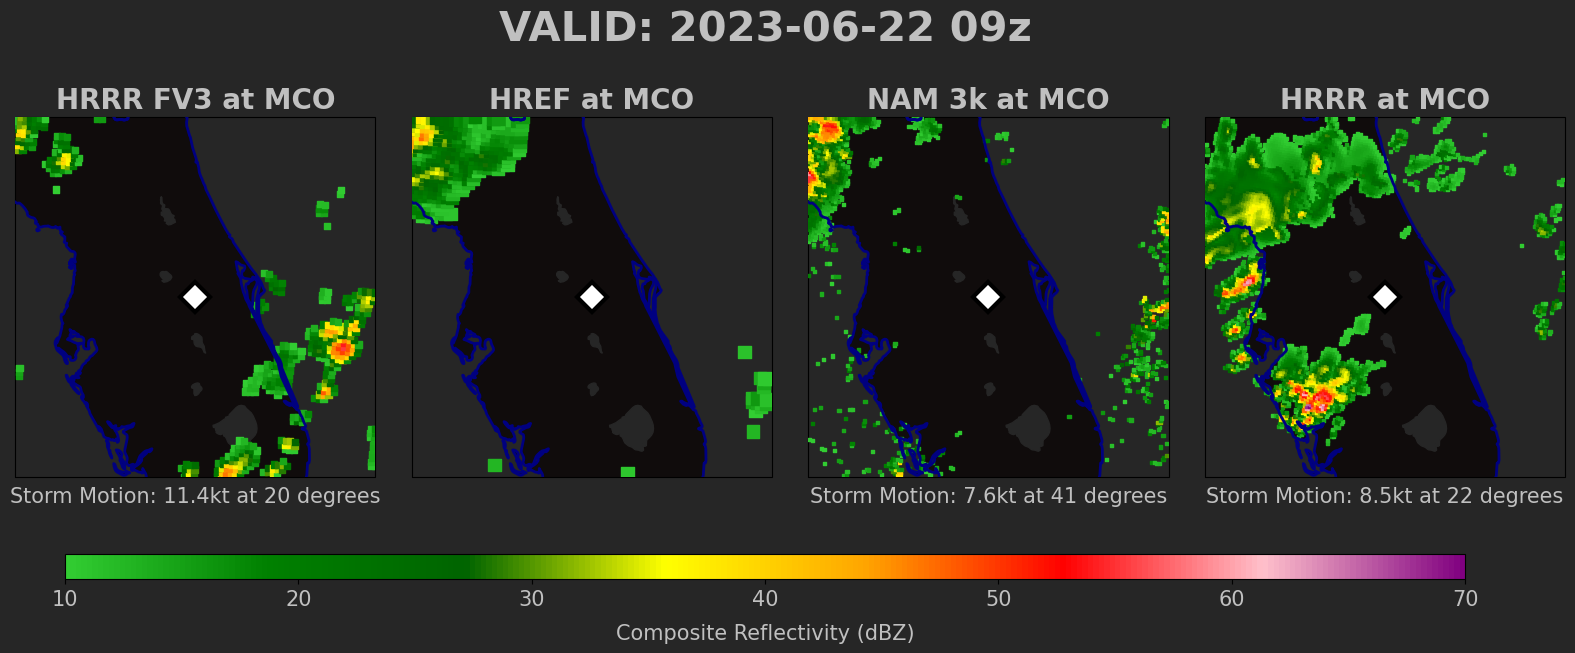 VALID: 2023-06-22 09z
HRRR FV3 at MCO
HREF at MCO
NAM 3k at MCO
HRRR at MCO
Storm Motion: 11.4kt at 20 degrees
Storm Motion: 7.6kt at 41 degrees
Storm Motion: 8.5kt at 22 degrees
10 20 30 40 50 60 70
Composite Reflectivity (dBZ)